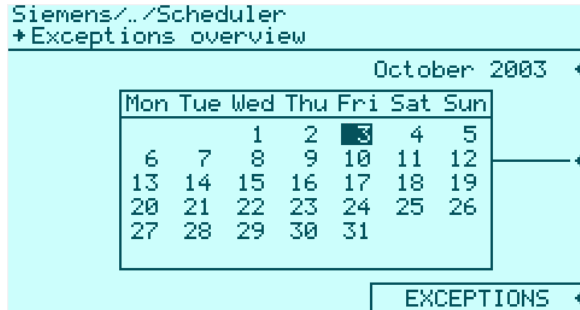 Siemens/../Scheduler
→Exceptions overview
October 2003
Mon Tue Wed Thu Fri Sat Sun
1 2 3 4 5
6 7 8 9 10 11 12
13 14 15 16 17 18 19
20 21 22 23 24 25 26
27 28 29 30 31
EXCEPTIONS